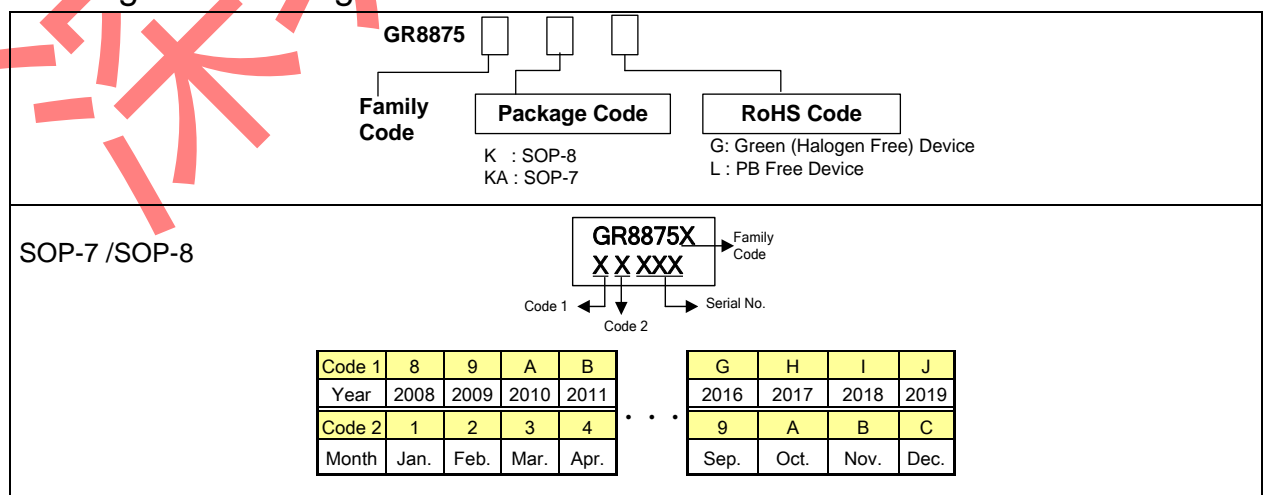 GR8875
Family Code
Package Code
RoHS Code
K : SOP-8
KA : SOP-7
G: Green (Halogen Free) Device
L : PB Free Device
SOP-7 /SOP-8
GR8875X
X X XXX
Family Code
Code 1
Code 2
Serial No.
Code 1 8 9 A B G H I J
Year 2008 2009 2010 2011 . . . 2016 2017 2018 2019
Code 2 1 2 3 4 9 A B C
Month Jan. Feb. Mar. Apr. Sep. Oct. Nov. Dec.